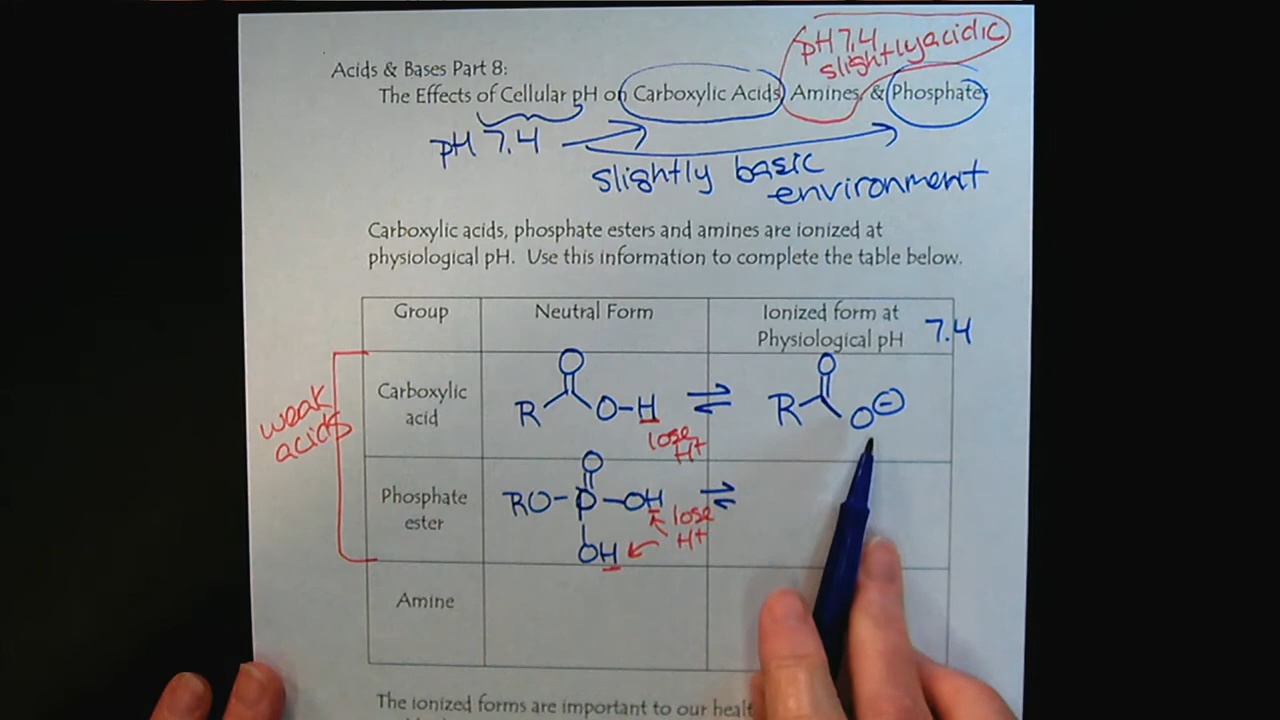 pH 7.4
slightly acidic
Acids & Bases Part 8:
The Effects of Cellular pH on Carboxylic Acids, Amines, & Phosphates
pH 7.4
slightly basic
environment
Carboxylic acids, phosphate esters and amines are ionized at
physiological pH. Use this information to complete the table below.
Group
Neutral Form
Ionized form at
Physiological pH
7.4
weak
acids
Carboxylic
acid
O
R O-H
lose
H+
⇌
O
R O⊖
Phosphate
ester
O
RO-P-OH
OH
lose
H+
⇌
Amine
The ionized forms are important to our